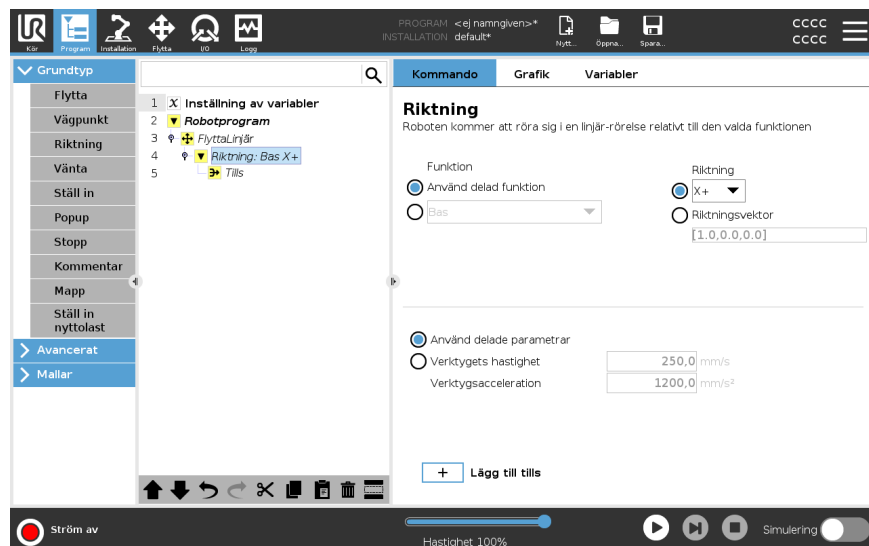 UR
Kör
Program
Installation
Flytta
I/O
Logg
PROGRAM <ej namngiven>*
INSTALLATION default*
Nytt...
Öppna...
Spara...
CCCC
CCCC
Grundtyp
Flytta
Vägpunkt
Riktning
Vänta
Ställ in
Popup
Stopp
Kommentar
Mapp
Ställ in
nyttolast
Avancerat
Mallar
1 X Inställning av variabler
2 Robotprogram
3 FlyttaLinjär
4 Riktning: Bas X+
5 Tills
Kommando Grafik Variabler
Riktning
Roboten kommer att röra sig i en linjär-rörelse relativt till den valda funktionen
Funktion
Använd delad funktion
Bas
Riktning
X+
Riktningsvektor
[1.0,0.0,0.0]
Använd delade parametrar
Verktygets hastighet 250,0 mm/s
Verktygsacceleration 1200,0 mm/s²
+ Lägg till tills
Ström av
Hastighet 100%
Simulering